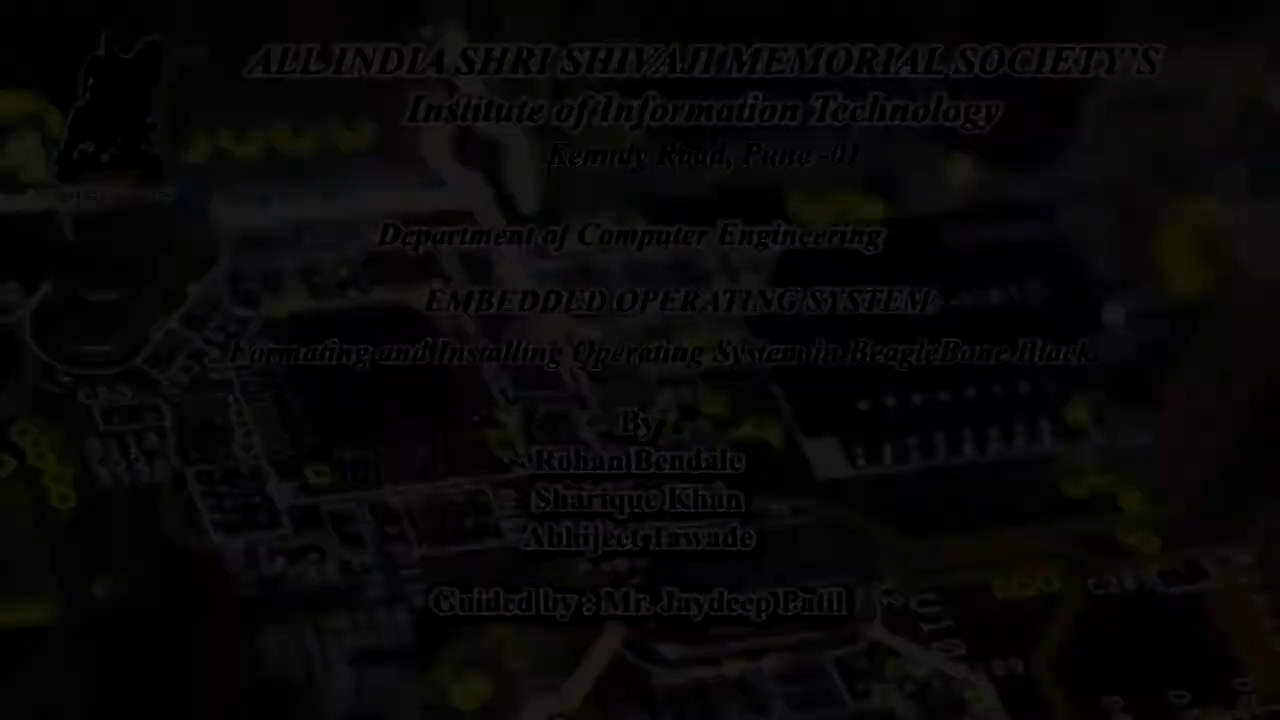 ALL INDIA SHRI SHIVAJI MEMORIAL SOCIETY'S
Institute of Information Technology
Kenndy Road, Pune -01
Department of Computer Engineering
EMBEDDED OPERATING SYSTEM
Formating and Installing Operating System in BeagleBone Black
By
Rohan Bendale
Sharique Khan
Abhijeet Tawade
Guided by : Mr. Jaydeep Patil